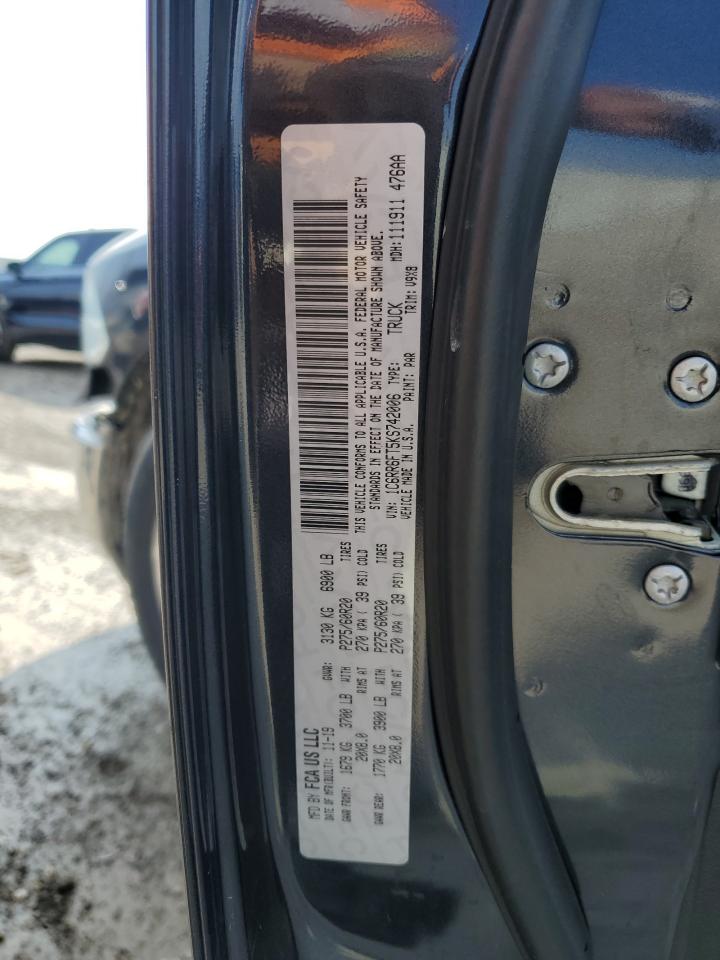 MFD BY FCA US LLC
DATE OF MFR(BUILT): 11-19 GVWR: 3130 KG 6900 LB
GAWR FRONT: 1679 KG 3700 LB WITH P275/60R20 TIRES
20X8.0 RIMS AT 270 KPA ( 39 PSI) COLD
GAWR REAR: 1770 KG 3900 LB WITH P275/60R20 TIRES
20X8.0 RIMS AT 270 KPA ( 39 PSI) COLD
THIS VEHICLE CONFORMS TO ALL APPLICABLE U.S.A. FEDERAL MOTOR VEHICLE SAFETY
STANDARDS IN EFFECT ON THE DATE OF MANUFACTURE SHOWN ABOVE.
VIN: 1C6RR6FT5KS742006 TYPE: TRUCK MDH: 111911 476AA
VEHICLE MADE IN U.S.A. PAINT: PAR TRIM: V9X8